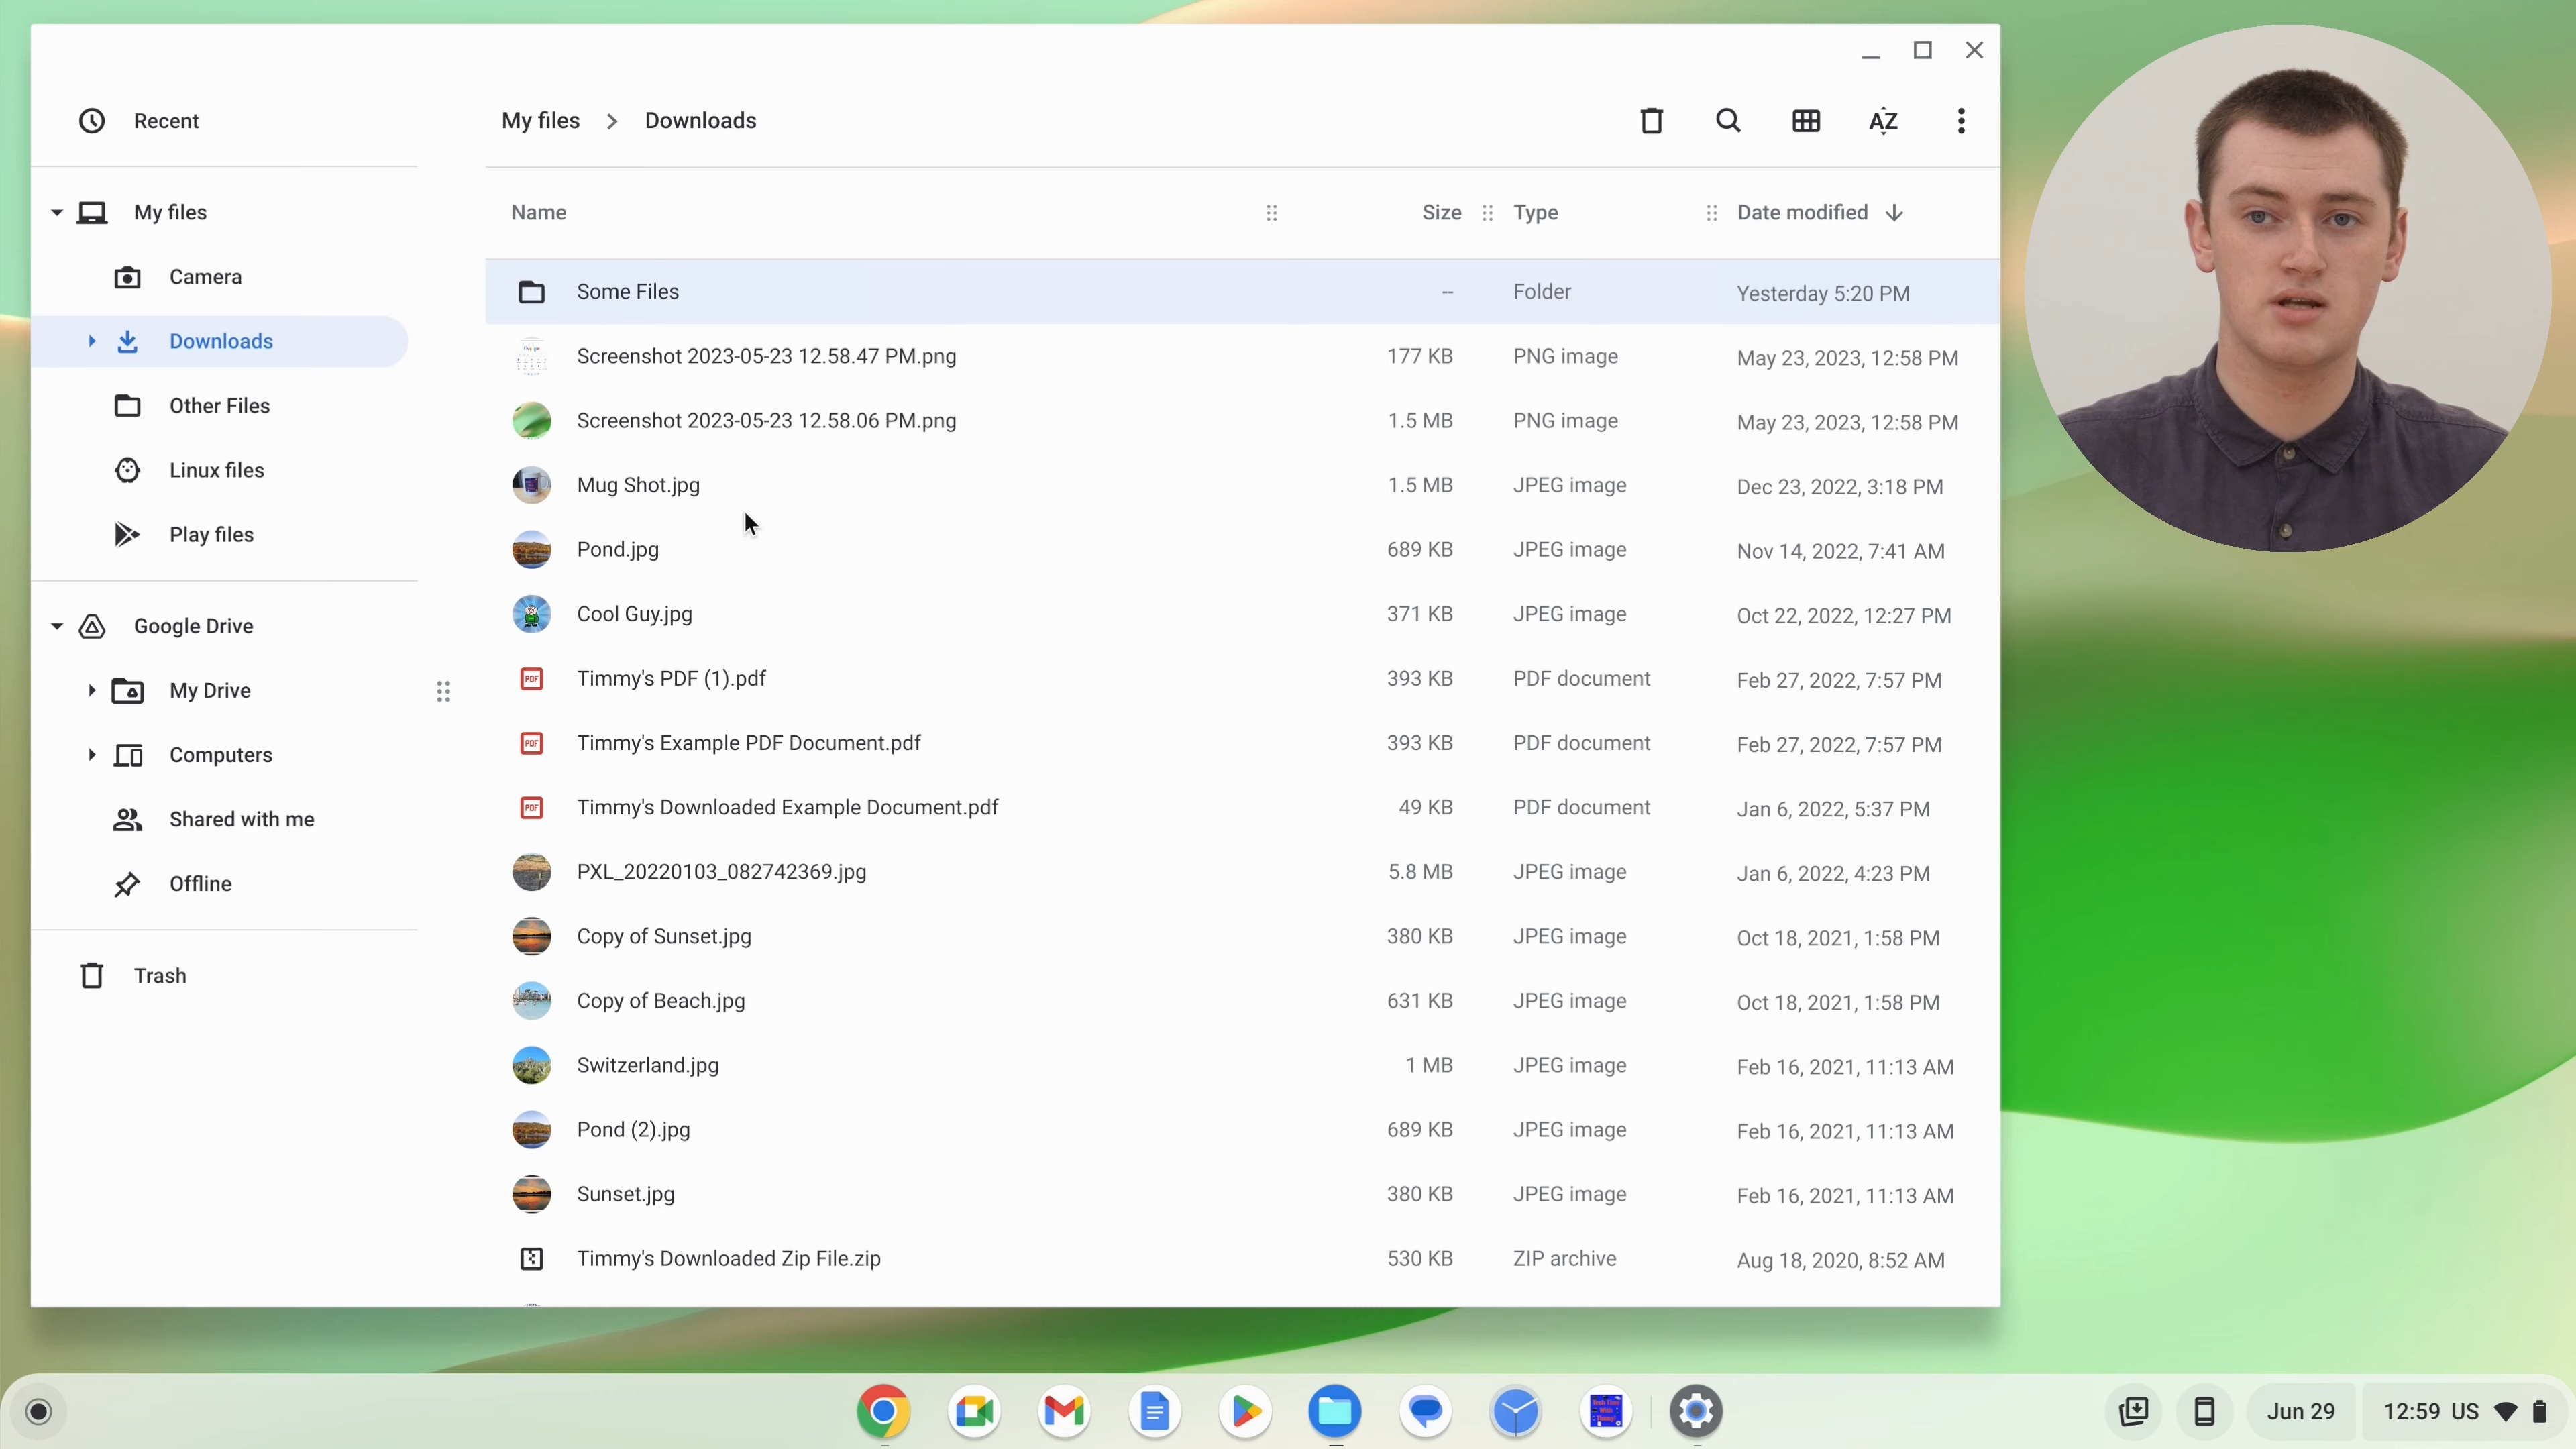 Recent
My files
Camera
Downloads
Other Files
Linux files
Play files
Google Drive
My Drive
Computers
Shared with me
Offline
Trash
My files > Downloads
AZ
Name Size Type Date modified
Some Files -- Folder Yesterday 5:20 PM
Screenshot 2023-05-23 12.58.47 PM.png 177 KB PNG image May 23, 2023, 12:58 PM
Screenshot 2023-05-23 12.58.06 PM.png 1.5 MB PNG image May 23, 2023, 12:58 PM
Mug Shot.jpg 1.5 MB JPEG image Dec 23, 2022, 3:18 PM
Pond.jpg 689 KB JPEG image Nov 14, 2022, 7:41 AM
Cool Guy.jpg 371 KB JPEG image Oct 22, 2022, 12:27 PM
PDF Timmy's PDF (1).pdf 393 KB PDF document Feb 27, 2022, 7:57 PM
PDF Timmy's Example PDF Document.pdf 393 KB PDF document Feb 27, 2022, 7:57 PM
PDF Timmy's Downloaded Example Document.pdf 49 KB PDF document Jan 6, 2022, 5:37 PM
PXL_20220103_082742369.jpg 5.8 MB JPEG image Jan 6, 2022, 4:23 PM
Copy of Sunset.jpg 380 KB JPEG image Oct 18, 2021, 1:58 PM
Copy of Beach.jpg 631 KB JPEG image Oct 18, 2021, 1:58 PM
Switzerland.jpg 1 MB JPEG image Feb 16, 2021, 11:13 AM
Pond (2).jpg 689 KB JPEG image Feb 16, 2021, 11:13 AM
Sunset.jpg 380 KB JPEG image Feb 16, 2021, 11:13 AM
Timmy's Downloaded Zip File.zip 530 KB ZIP archive Aug 18, 2020, 8:52 AM
Tech Time
With
Timmy!
Jun 29 12:59 US